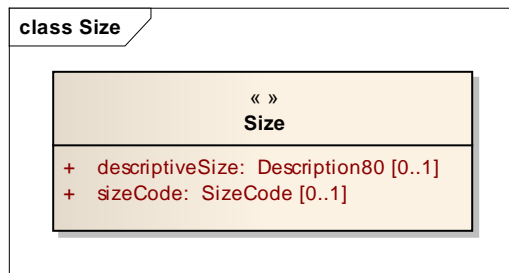 class Size
« »
Size
+ descriptiveSize: Description80 [0..1]
+ sizeCode: SizeCode [0..1]